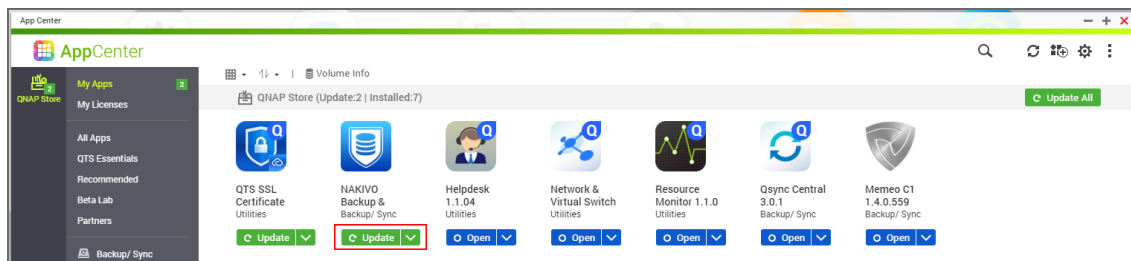 App Center
AppCenter
2
QNAP Store
My Apps 2
My Licenses
All Apps
QTS Essentials
Recommended
Beta Lab
Partners
Backup/ Sync
Volume Info
QNAP Store (Update:2 | Installed:7)
Update All
QTS SSL
Certificate
Utilities
Update
NAKIVO
Backup &
Backup/ Sync
Update
Helpdesk
1.1.04
Utilities
Open
Network &
Virtual Switch
Utilities
Open
Resource
Monitor 1.1.0
Utilities
Open
Qsync Central
3.0.1
Backup/ Sync
Open
Memeo C1
1.4.0.559
Backup/ Sync
Open